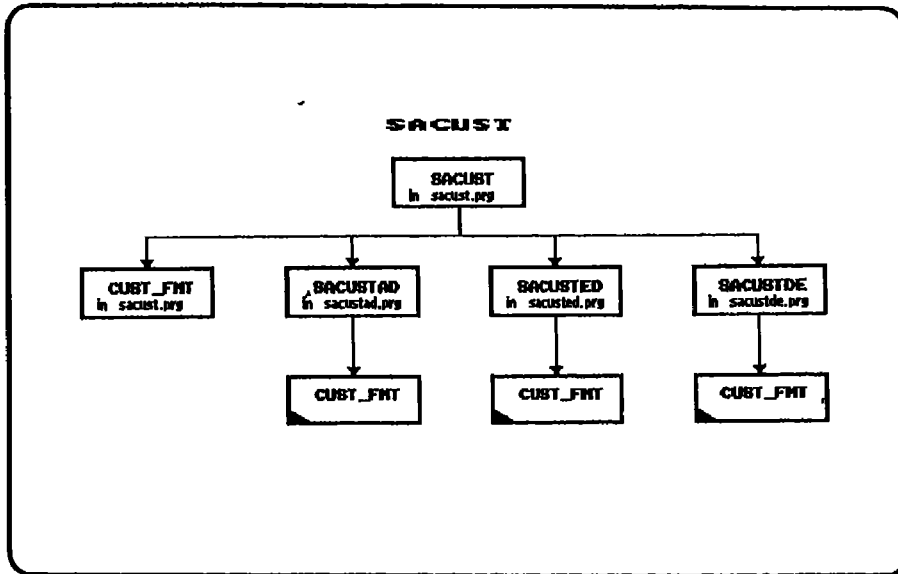 SACUST
SACUST
in sacust.prg
CUST_FMT
in sacust.prg
SACUSTAD
in sacustad.prg
SACUSTED
in sacusted.prg
SACUSTDE
in sacustde.prg
CUST_FMT
CUST_FMT
CUST_FMT